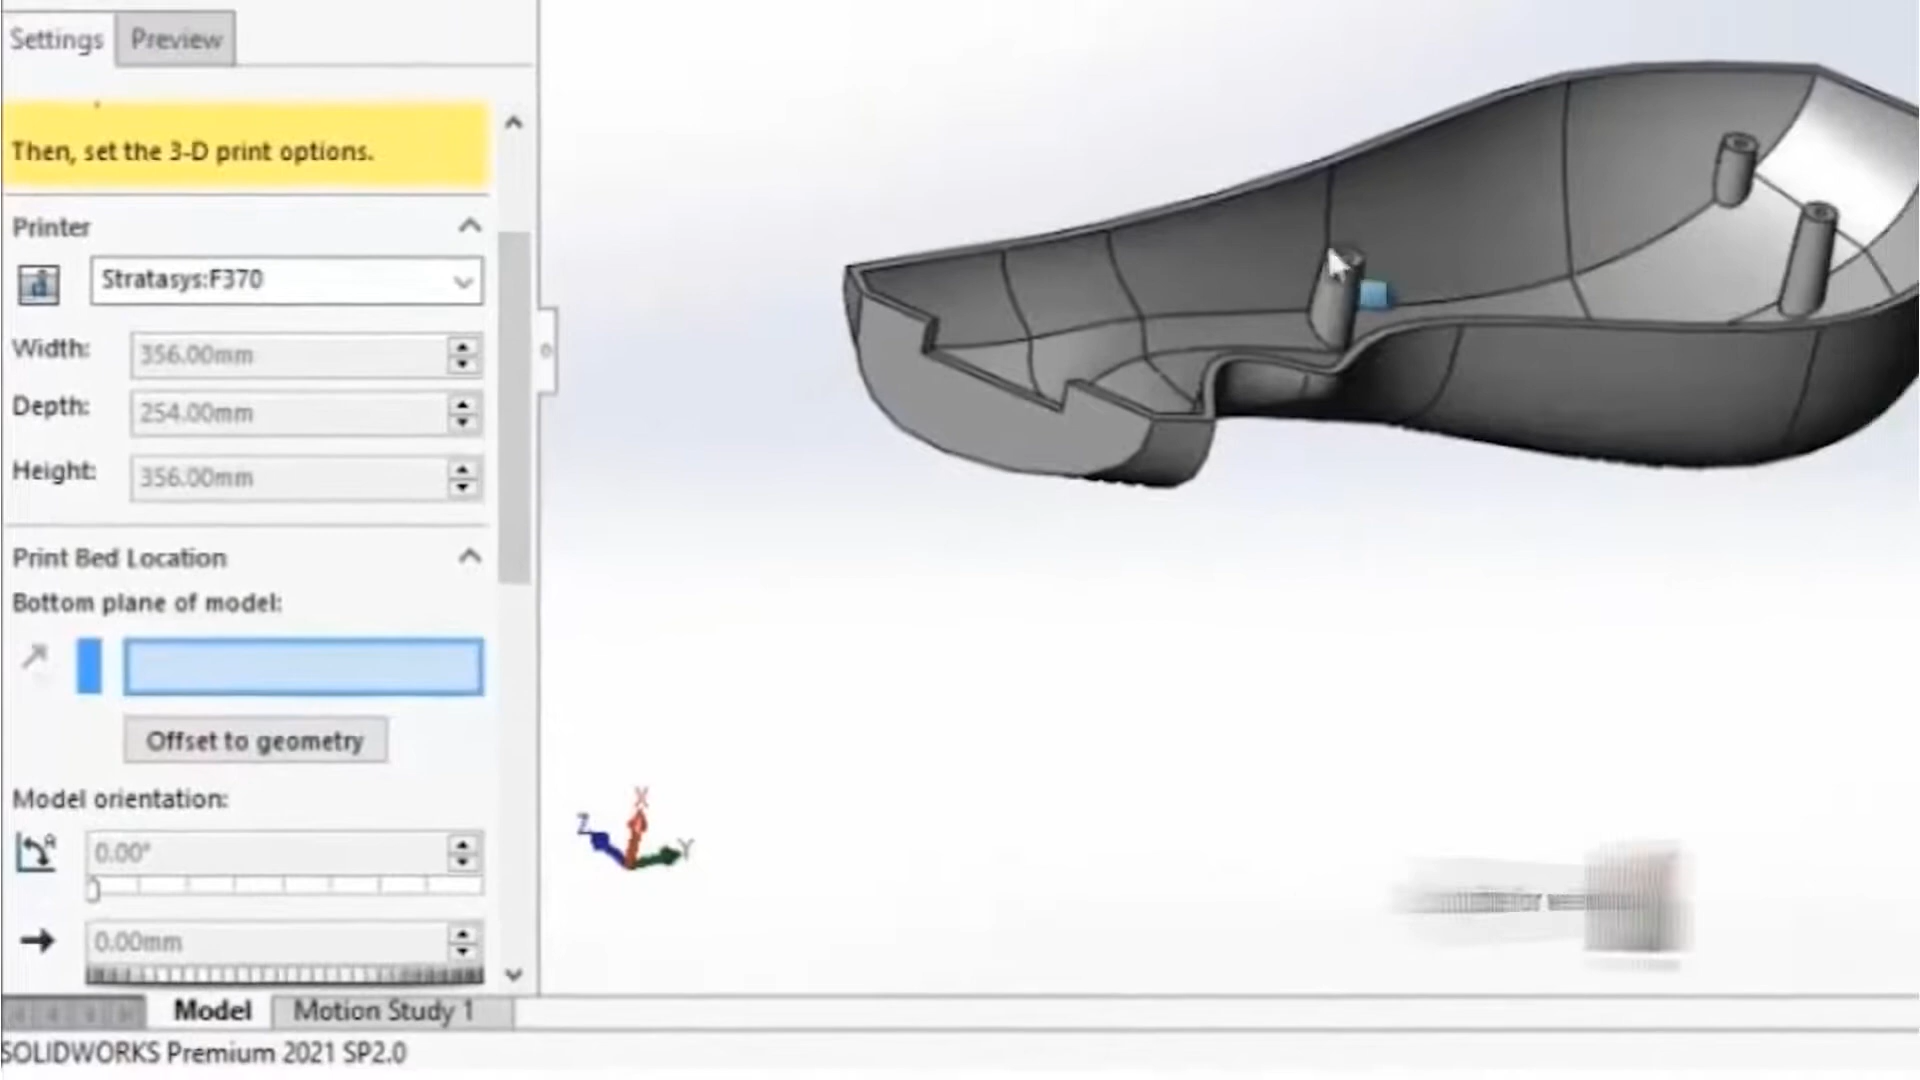 Settings
Preview
Then, set the 3-D print options.
Printer
Stratasys:F370
Width:
356.00mm
Depth:
254.00mm
Height:
356.00mm
Print Bed Location
Bottom plane of model:
Offset to geometry
Model orientation:
0.00°
0.00mm
X
Z
Y
Model
Motion Study 1
SOLIDWORKS Premium 2021 SP2.0